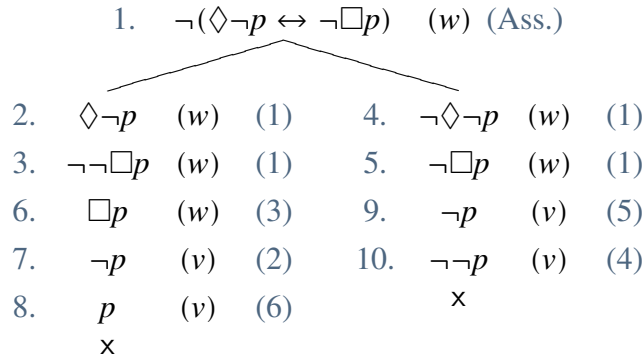 1. ¬(◇¬p ↔ ¬□p) (w) (Ass.)
2. ◇¬p (w) (1) 4. ¬◇¬p (w) (1)
3. ¬¬□p (w) (1) 5. ¬□p (w) (1)
6. □p (w) (3) 9. ¬p (v) (5)
7. ¬p (v) (2) 10. ¬¬p (v) (4)
8. p (v) (6) x
x